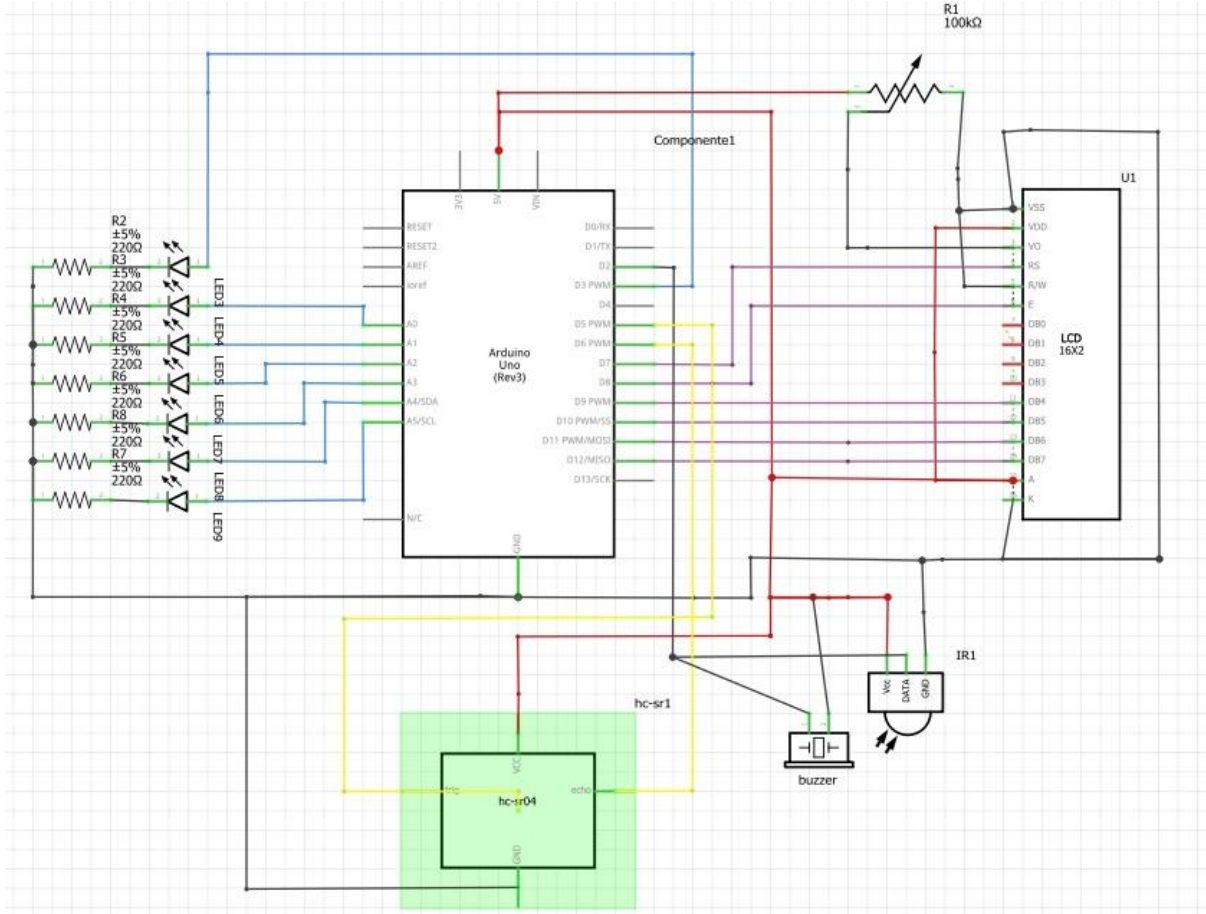 R1
100kΩ
Componente1
U1
3V3
5V
VIN
RESET
RESET2
AREF
ioref
A0
A1
A2
A3
A4/SDA
A5/SCL
N/C
Arduino
Uno
(Rev3)
D0/RX
D1/TX
D2
D3 PWM
D4
D5 PWM
D6 PWM
D7
D8
D9 PWM
D10 PWM/SS
D11 PWM/MOSI
D12/MISO
D13/SCK
GND
R2
±5%
220Ω
R3
±5%
220Ω
R4
±5%
220Ω
R5
±5%
220Ω
R6
±5%
220Ω
R8
±5%
220Ω
R7
±5%
220Ω
LED3
LED4
LED5
LED6
LED7
LED8
LED9
VSS
VDD
VO
RS
R/W
E
DB0
DB1
DB2
DB3
DB4
DB5
DB6
DB7
A
K
LCD
16X2
IR1
Vcc
DATA
GND
buzzer
hc-sr1
VCC
hc-sr04
echo
GND